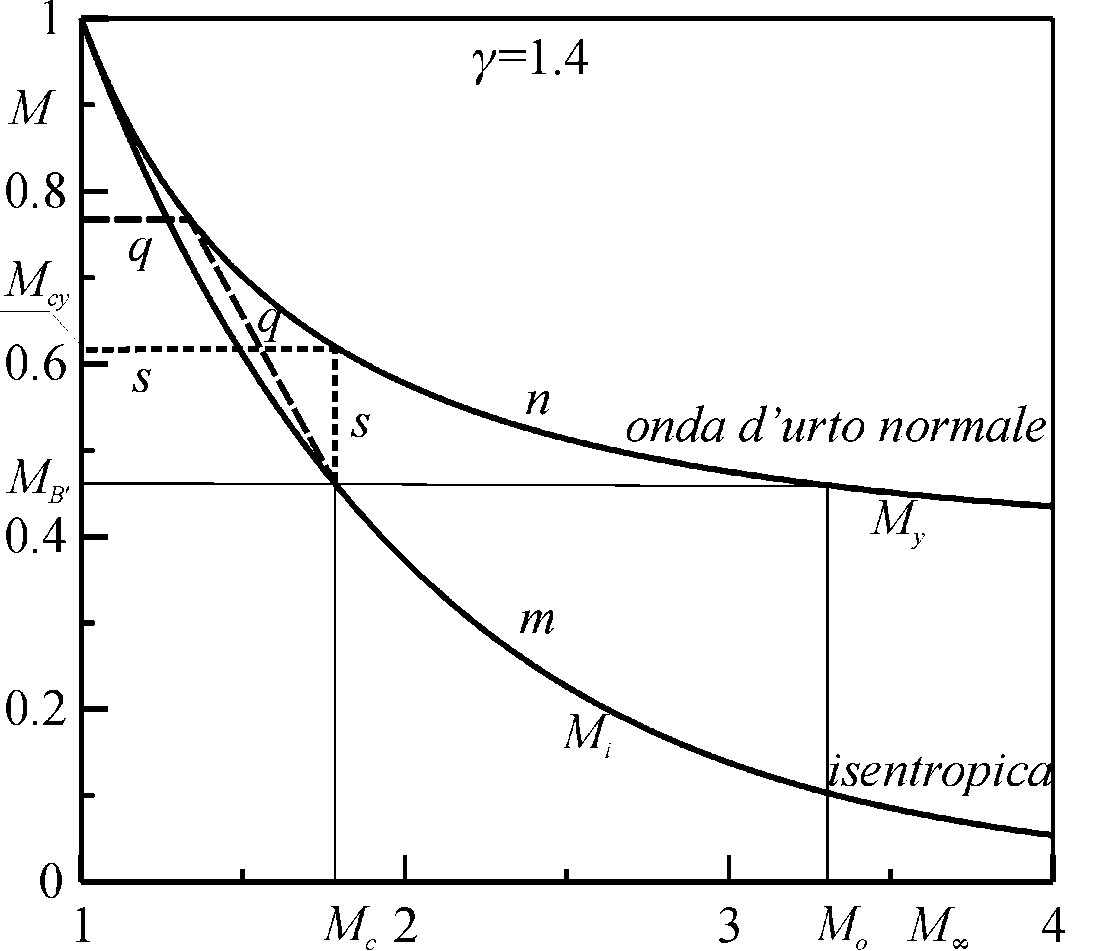 1
γ=1.4
M
0.8
q
M_cy
q
0.6
s
n
s
onda d’urto normale
M_B'
M_y
0.4
m
0.2
M_i
isentropica
0
1 M_c 2 3 M_o M_∞ 4